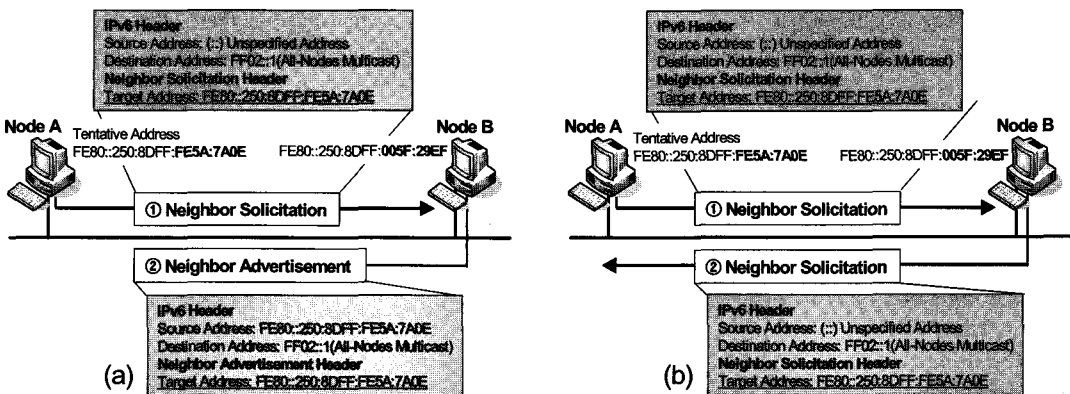 IPv6 Header
Source Address: (::) Unspecified Address
Destination Address: FF02::1(All-Nodes Multicast)
Neighbor Solicitation Header
Target Address: FE80::250:8DFF:FE5A:7A0E
Node A
Tentative Address
FE80::250:8DFF:FE5A:7A0E
FE80::250:8DFF:005F:29EF
Node B
① Neighbor Solicitation
② Neighbor Advertisement
IPv6 Header
Source Address: FE80::250:8DFF:FE5A:7A0E
Destination Address: FF02::1(All-Nodes Multicast)
Neighbor Advertisement Header
Target Address: FE80::250:8DFF:FE5A:7A0E
(a)
IPv6 Header
Source Address: (::) Unspecified Address
Destination Address: FF02::1(All-Nodes Multicast)
Neighbor Solicitation Header
Target Address: FE80::250:8DFF:FE5A:7A0E
Node A
Tentative Address
FE80::250:8DFF:FE5A:7A0E
FE80::250:8DFF:005F:29EF
Node B
① Neighbor Solicitation
② Neighbor Solicitation
IPv6 Header
Source Address: (::) Unspecified Address
Destination Address: FF02::1(All-Nodes Multicast)
Neighbor Solicitation Header
Target Address: FE80::250:8DFF:FE5A:7A0E
(b)